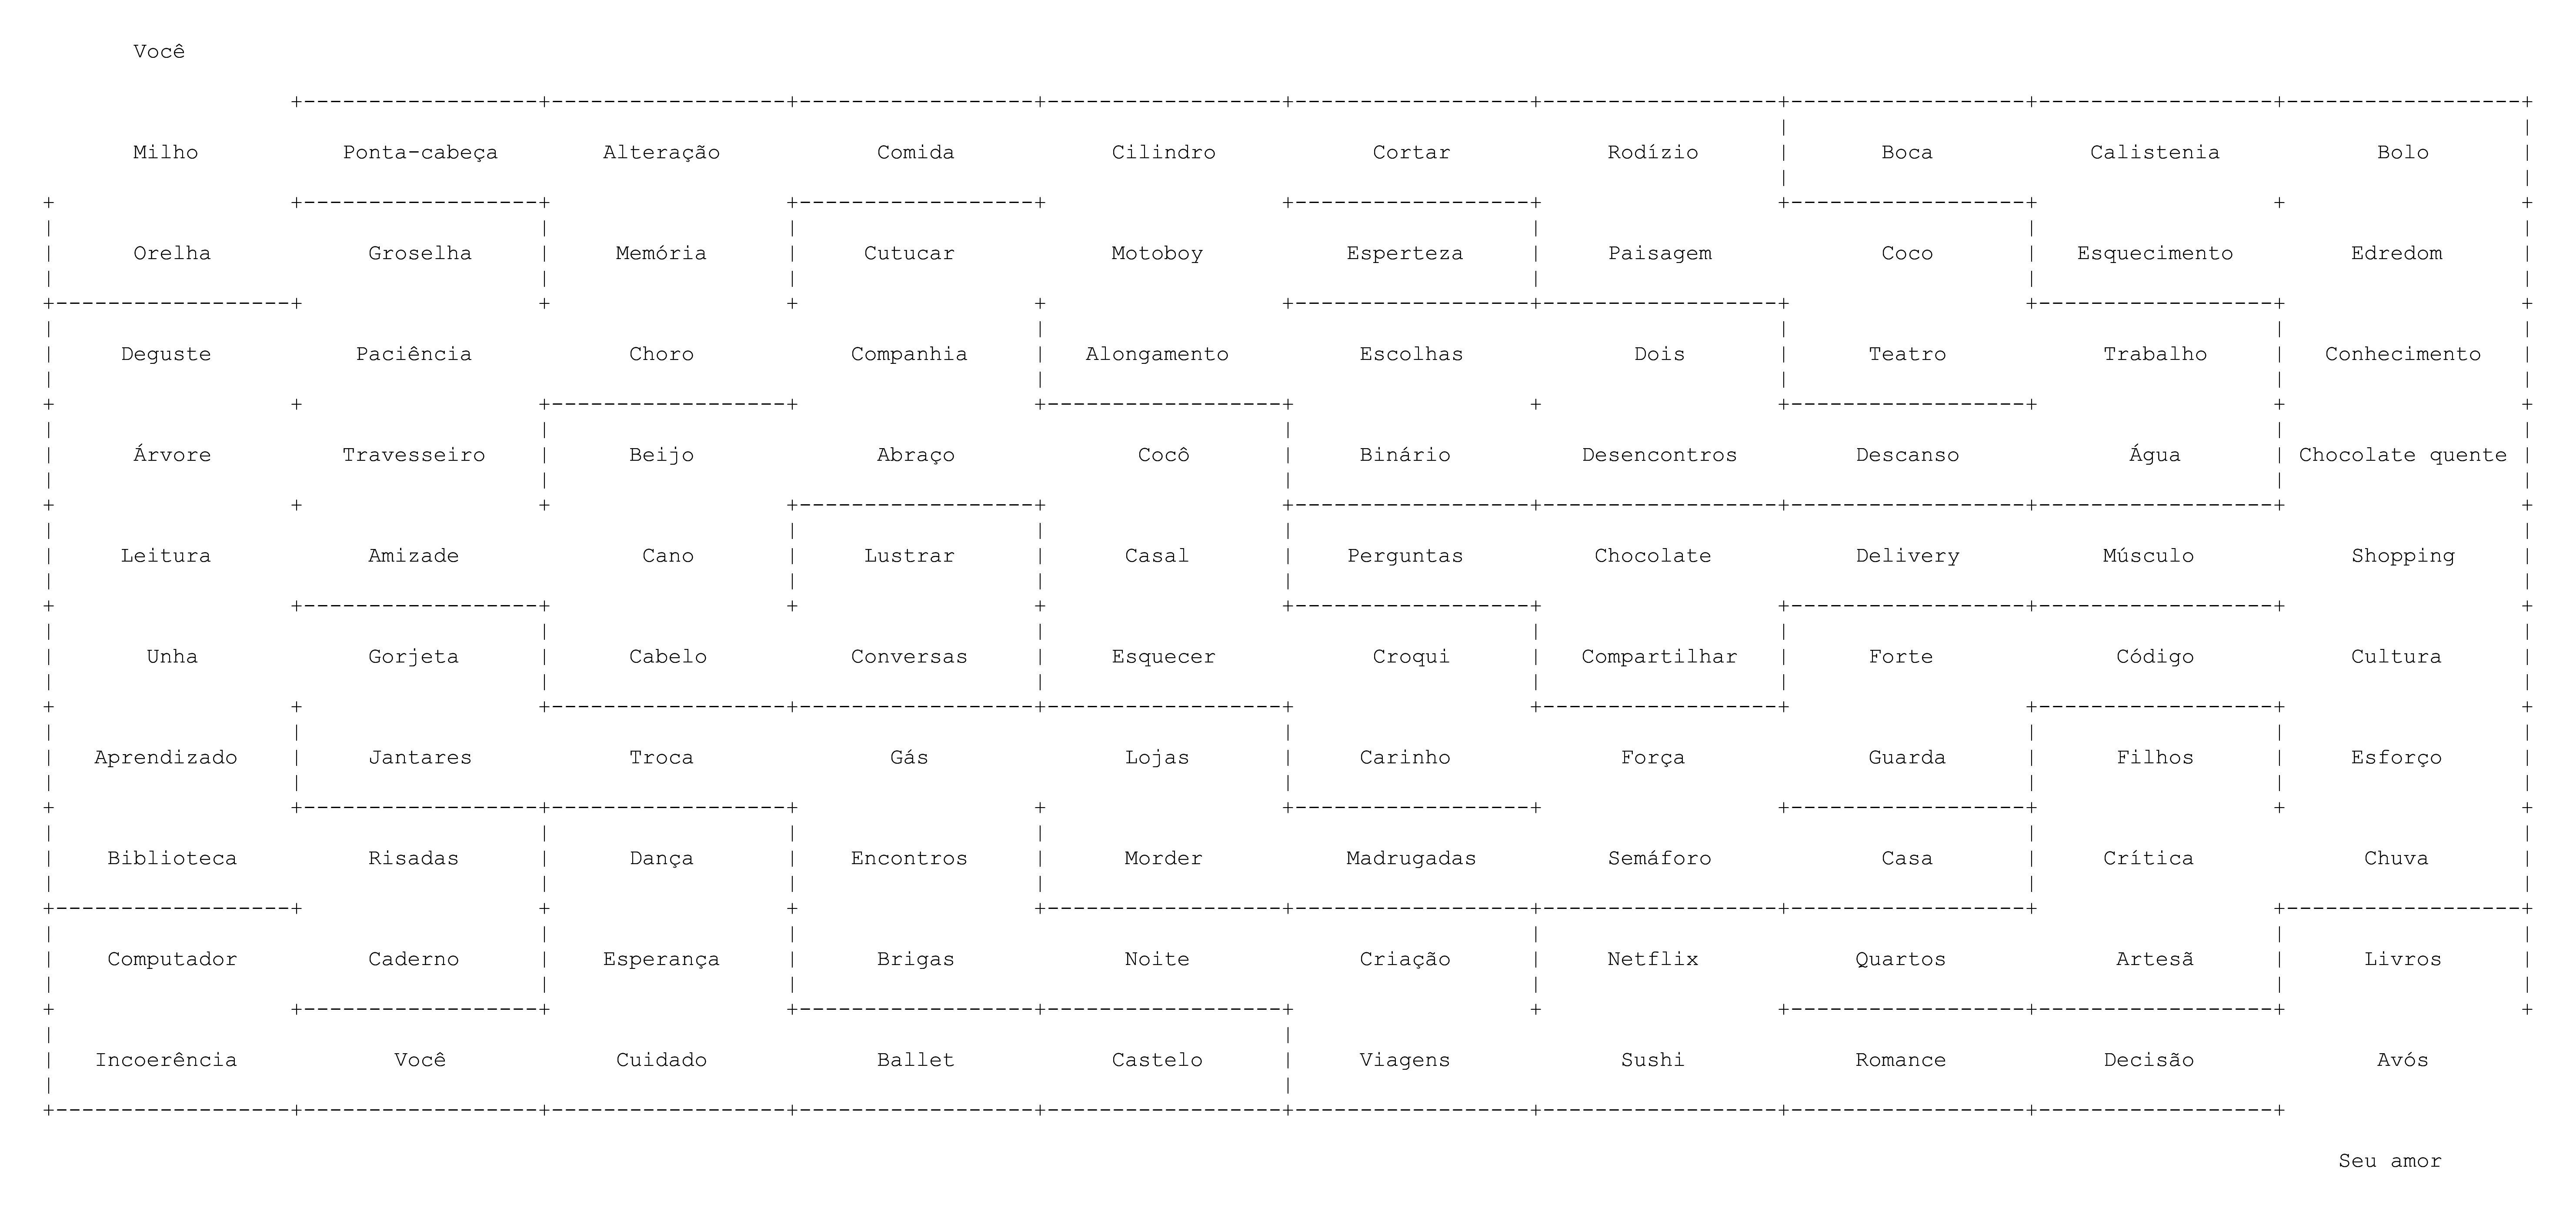 Você
Milho Ponta-cabeça Alteração Comida Cilindro Cortar Rodízio Boca Calistenia Bolo
Orelha Groselha Memória Cutucar Motoboy Esperteza Paisagem Coco Esquecimento Edredom
Deguste Paciência Choro Companhia Alongamento Escolhas Dois Teatro Trabalho Conhecimento
Árvore Travesseiro Beijo Abraço Cocô Binário Desencontros Descanso Água Chocolate quente
Leitura Amizade Cano Lustrar Casal Perguntas Chocolate Delivery Músculo Shopping
Unha Gorjeta Cabelo Conversas Esquecer Croqui Compartilhar Forte Código Cultura
Aprendizado Jantares Troca Gás Lojas Carinho Força Guarda Filhos Esforço
Biblioteca Risadas Dança Encontros Morder Madrugadas Semáforo Casa Crítica Chuva
Computador Caderno Esperança Brigas Noite Criação Netflix Quartos Artesã Livros
Incoerência Você Cuidado Ballet Castelo Viagens Sushi Romance Decisão Avós
Seu amor